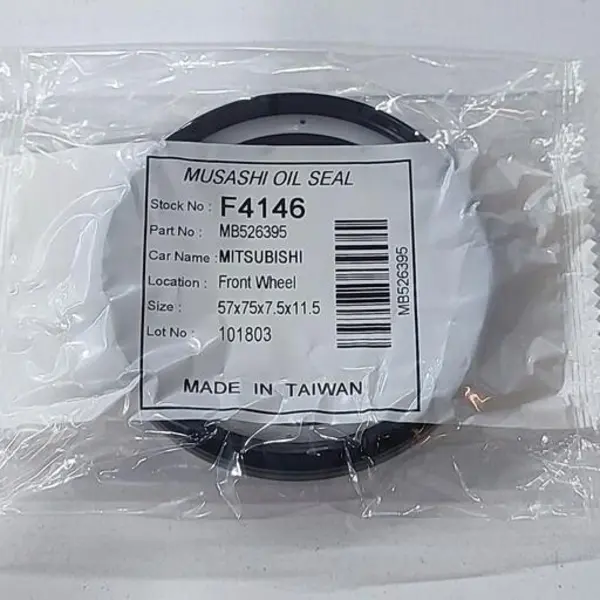 MUSASHI OIL SEAL
Stock No : F4146
Part No : MB526395
Car Name : MITSUBISHI
Location : Front Wheel
Size : 57x75x7.5x11.5
Lot No : 101803
MB526395
MADE IN TAIWAN